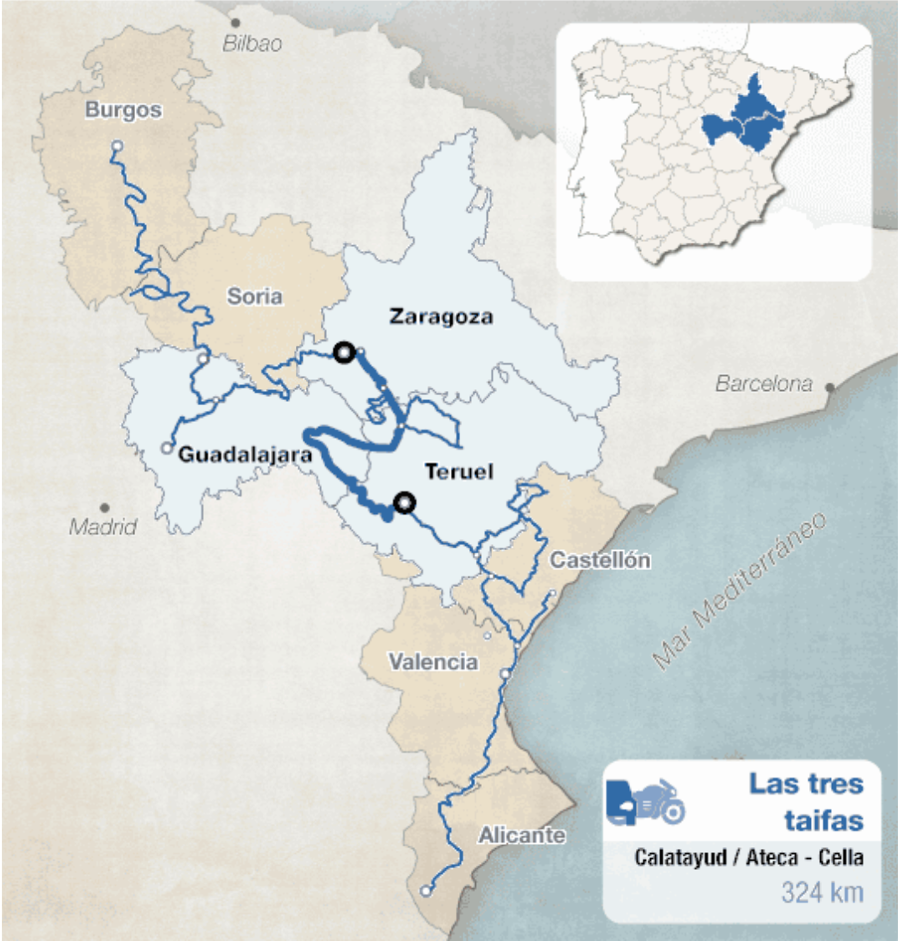 Bilbao
Burgos
Soria
Zaragoza
Barcelona
Guadalajara
Teruel
Madrid
Castellón
Mar Mediterráneo
Valencia
Alicante
Las tres
taifas
Calatayud / Ateca - Cella
324 km